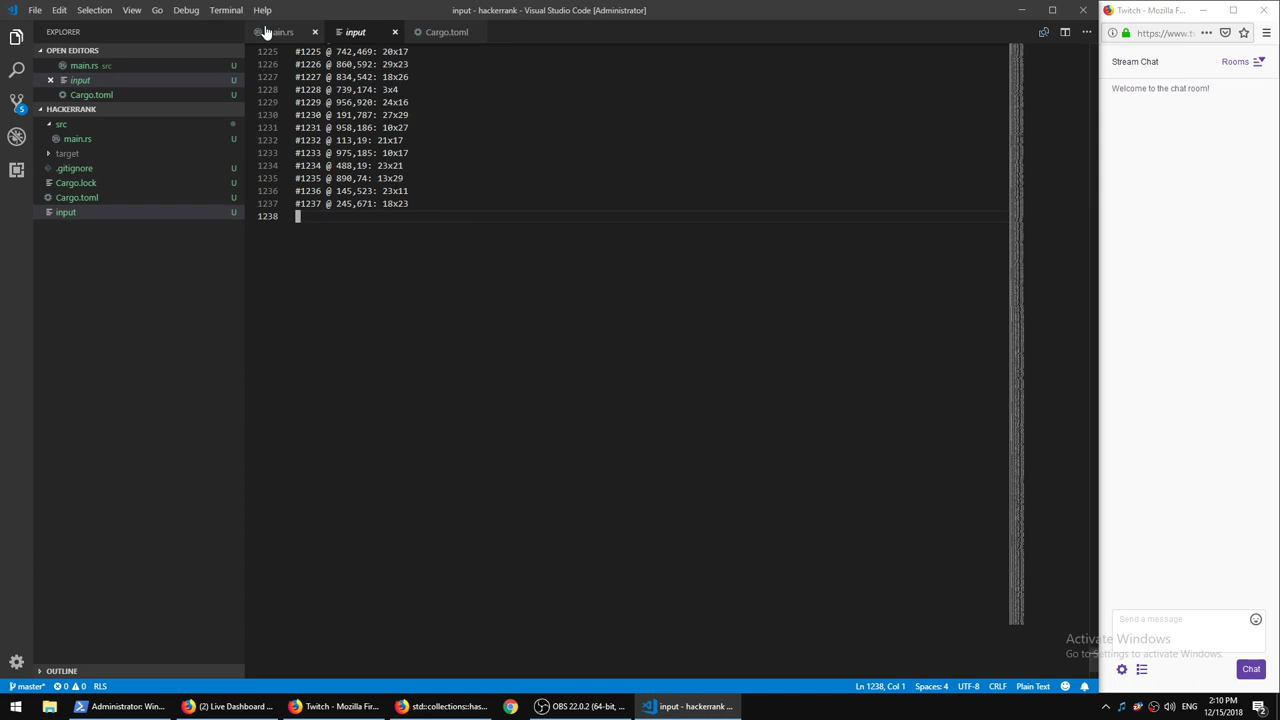 File Edit Selection View Go Debug Terminal Help
input - hackerrank - Visual Studio Code [Administrator]
Twitch - Mozilla F...
EXPLORER
main.rs
input
Cargo.toml
https://www.t
OPEN EDITORS
main.rs src U
input U
Cargo.toml U
HACKERRANK
src
main.rs U
target
.gitignore U
Cargo.lock U
Cargo.toml U
input U
5
1225 #1225 @ 742,469: 20x17
1226 #1226 @ 860,592: 29x23
1227 #1227 @ 834,542: 18x26
1228 #1228 @ 739,174: 3x4
1229 #1229 @ 956,920: 24x16
1230 #1230 @ 191,787: 27x29
1231 #1231 @ 958,186: 10x27
1232 #1232 @ 113,19: 21x17
1233 #1233 @ 975,185: 10x17
1234 #1234 @ 488,19: 23x21
1235 #1235 @ 890,74: 13x29
1236 #1236 @ 145,523: 23x11
1237 #1237 @ 245,671: 18x23
1238
Stream Chat Rooms
Welcome to the chat room!
Send a message
Activate Windows
Go to Settings to activate Windows.
Chat
OUTLINE
master* 0 0 RLS
Ln 1238, Col 1 Spaces: 4 UTF-8 CRLF Plain Text 2
Administrator: Win...
(2) Live Dashboard ...
Twitch - Mozilla Fir...
std::collections::has...
OBS 22.0.2 (64-bit, ...
input - hackerrank ...
ENG
2:10 PM
12/15/2018